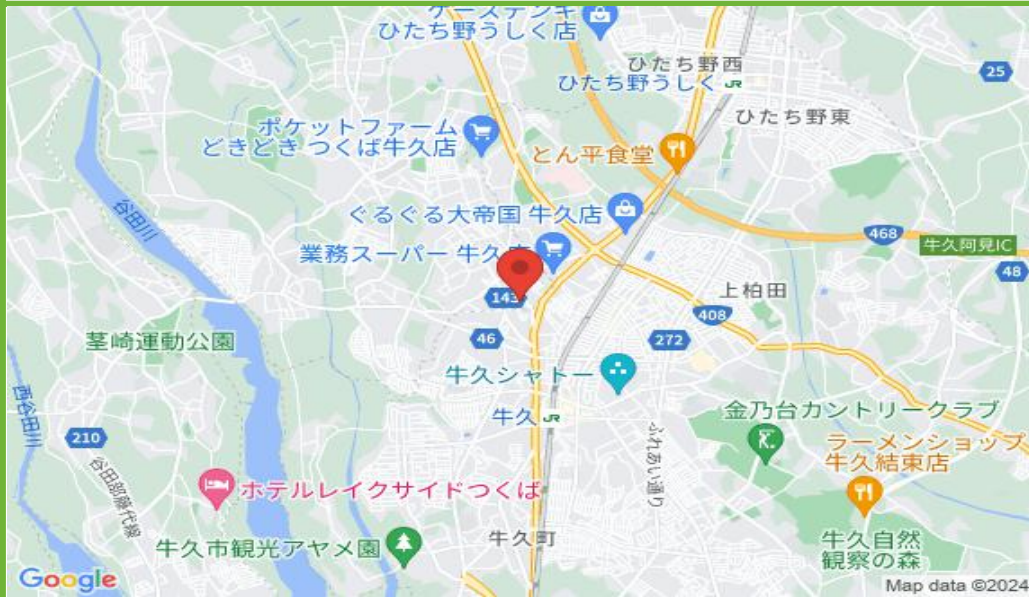 ケーズデンキ
ひたち野うしく店
ひたち野西
25
ひたち野うしく JR
ひたち野東
ポケットファーム
どきどき つくば牛久店
とん平食堂
谷田川
ぐるぐる大帝国 牛久店
468
牛久阿見IC
業務スーパー 牛久店
48
143
上柏田
408
茎崎運動公園
46
272
牛久シャトー
西谷田川
牛久 JR
金乃台カントリークラブ
210
ふれあい通り
ラーメンショップ
牛久結束店
谷田部藤代線
ホテルレイクサイドつくば
牛久町
牛久自然
観察の森
牛久市観光アヤメ園
Google
Map data ©2024